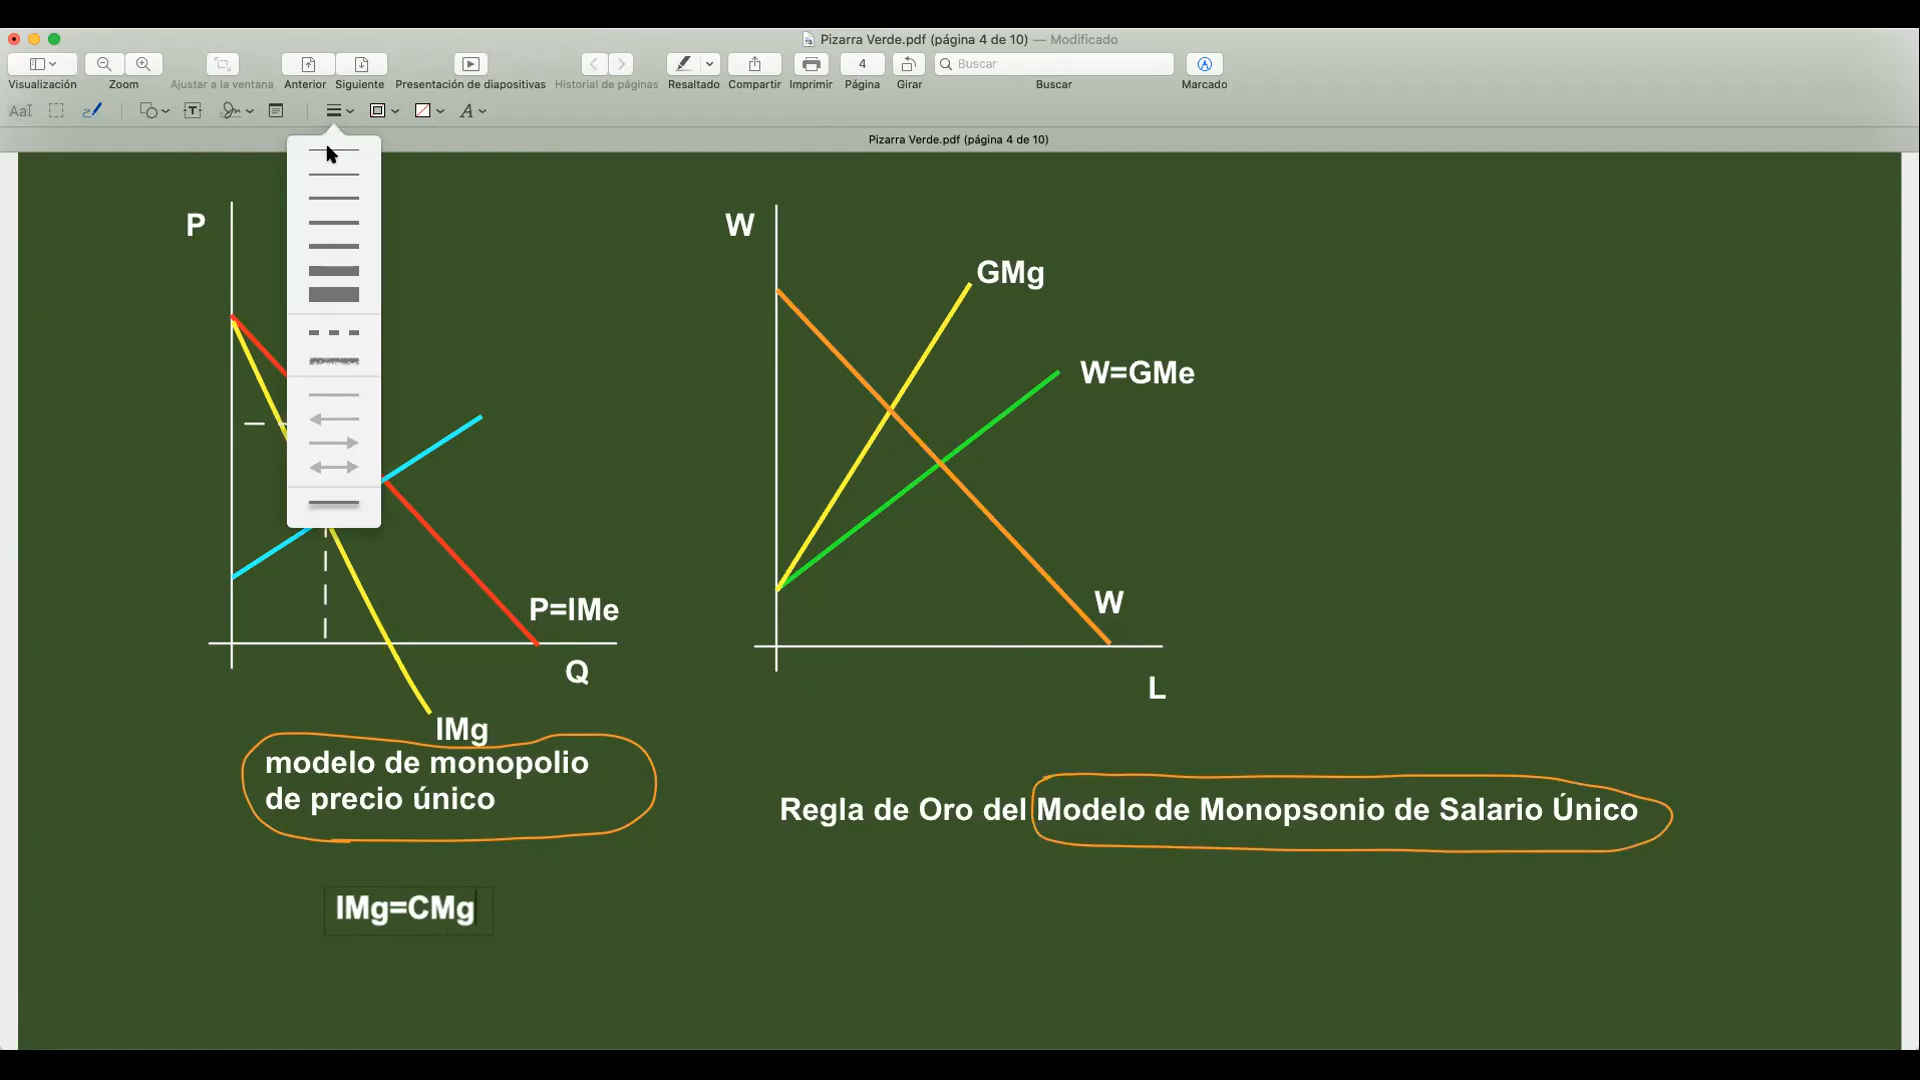 Pizarra Verde.pdf (página 4 de 10) — Modificado
4
Buscar
Visualización
Zoom
Ajustar a la ventana
Anterior
Siguiente
Presentación de diapositivas
Historial de páginas
Resaltado
Compartir
Imprimir
Página
Girar
Buscar
Marcado
AaI
T
A
Pizarra Verde.pdf (página 4 de 10)
P
W
GMg
W=GMe
P=IMe
W
Q
L
IMg
modelo de monopolio
de precio único
Regla de Oro del Modelo de Monopsonio de Salario Único
IMg=CMg